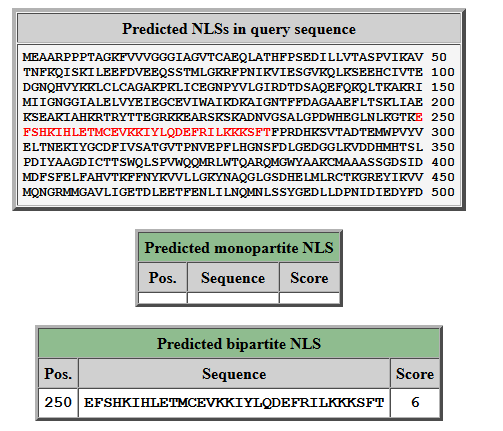 Predicted NLSs in query sequence
MEAARPPPTAGKFVVVGGGIAGVTCAEQLATHFPSEDILLVTASPVIKAV 50
TNFKQISKILEEFDVEEQSSTMLGKRFPNIKVIESGVKQLKSEEHCIVTE 100
DGNQHVYKKLCLCAGAKPKLICEGNPYVLGIRDTDSAQEFQKQLTKAKRI 150
MIIGNGGIALELVYEIEGCEVIWAIKDKAIGNTFFDAGAAEFLTSKLIAE 200
KSEAKIAHKRTRYTTEGRKKEARSKSKADNVGSALGPDWHEGLNLKGTKE 250
FSHKIHLETMCEVKKIYLQDEFRILKKKSFTFPRDHKSVTADTEMWPVYV 300
ELTNEKIYGCDFIVSATGVTPNVEPFLHGNSFDLGEDGGLKVDDHMHTSL 350
PDIYAAGDICTTSWQLSPVWQQMRLWTQARQMGWYAAKCMAAASSGDSID 400
MDFSFELFAHVTKFFNYKVVLLGKYNAQGLGSDHELMLRCTKGREYIKVV 450
MQNGRMMGAVLIGETDLEETFENLILNQMNLSSYGEDLLDPNIDIEDYFD 500
Predicted monopartite NLS
Pos. Sequence Score
Predicted bipartite NLS
Pos. Sequence Score
250 EFSHKIHLETMCEVKKIYLQDEFRILKKKSFT 6